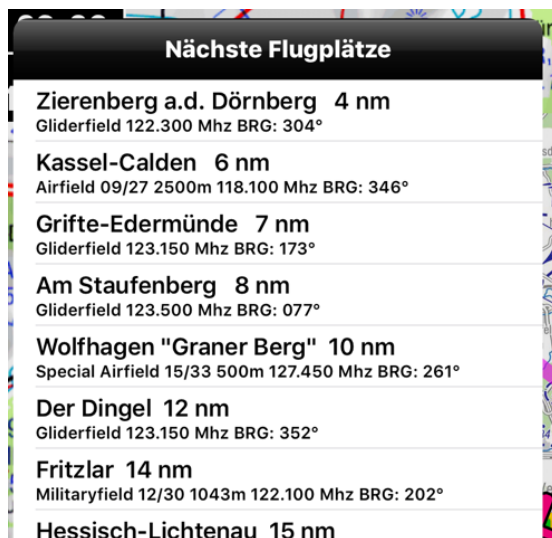 Nächste Flugplätze
Zierenberg a.d. Dörnberg 4 nm
Gliderfield 122.300 Mhz BRG: 304°
Kassel-Calden 6 nm
Airfield 09/27 2500m 118.100 Mhz BRG: 346°
Grifte-Edermünde 7 nm
Gliderfield 123.150 Mhz BRG: 173°
Am Staufenberg 8 nm
Gliderfield 123.500 Mhz BRG: 077°
Wolfhagen "Graner Berg" 10 nm
Special Airfield 15/33 500m 127.450 Mhz BRG: 261°
Der Dingel 12 nm
Gliderfield 123.150 Mhz BRG: 352°
Fritzlar 14 nm
Militaryfield 12/30 1043m 122.100 Mhz BRG: 202°
Hessisch-Lichtenau 15 nm